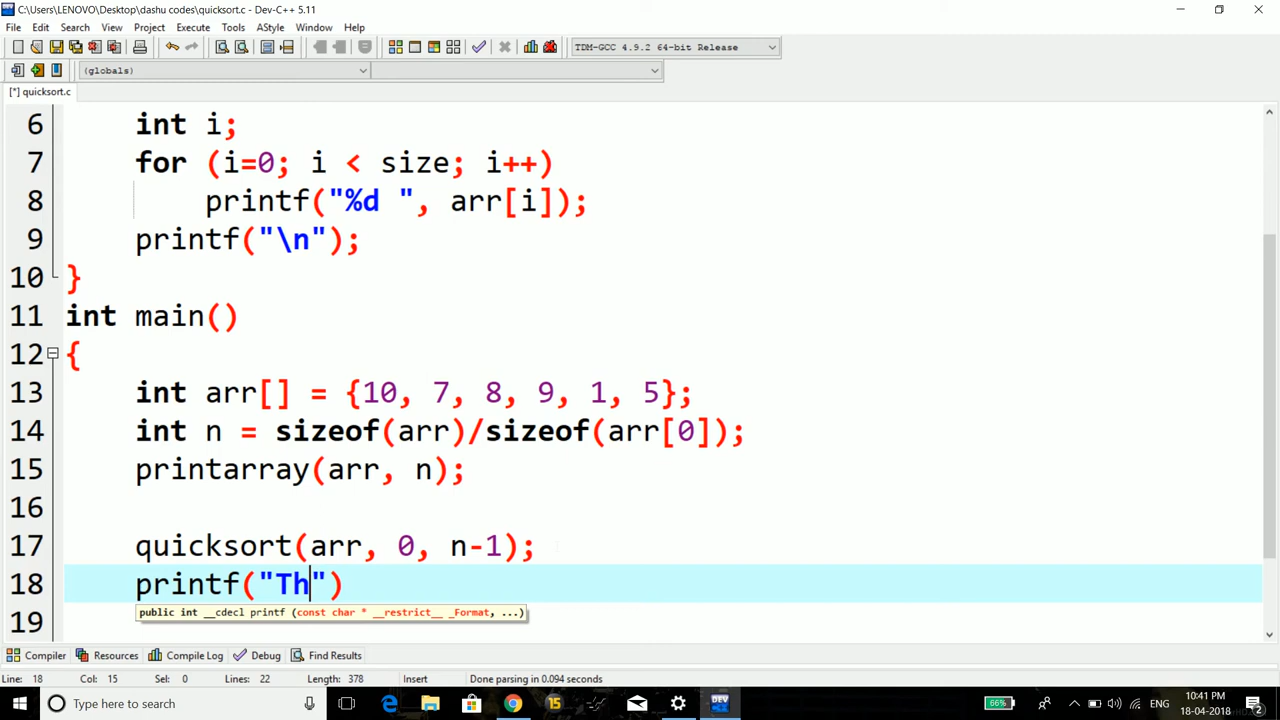 C:\Users\LENOVO\Desktop\dashu codes\quicksort.c - Dev-C++ 5.11
File Edit Search View Project Execute Tools AStyle Window Help
TDM-GCC 4.9.2 64-bit Release
(globals)
[*] quicksort.c
6 int i;
7 for (i=0; i < size; i++)
8 printf("%d ", arr[i]);
9 printf("\n");
10 }
11 int main()
12 {
13 int arr[] = {10, 7, 8, 9, 1, 5};
14 int n = sizeof(arr)/sizeof(arr[0]);
15 printarray(arr, n);
16
17 quicksort(arr, 0, n-1);
18 printf("Th")
public int __cdecl printf (const char * __restrict__ _Format, ...)
19
Compiler Resources Compile Log Debug Find Results
Line: 18 Col: 15 Sel: 0 Lines: 22 Length: 378 Insert Done parsing in 0.094 seconds
Type here to search 15 66% ENG 10:41 PM
18-04-2018 2